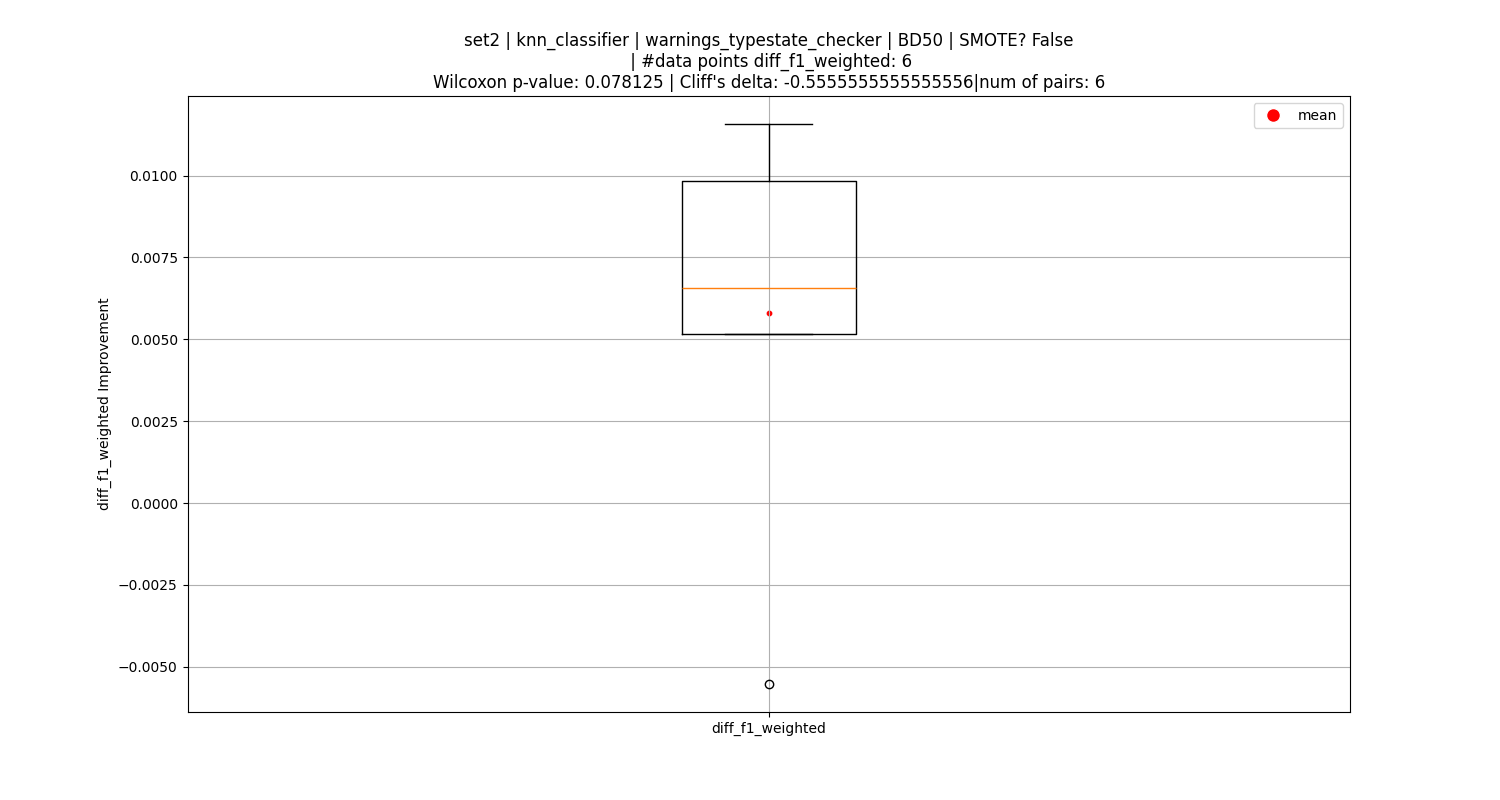 set2 | knn_classifier | warnings_typestate_checker | BD50 | SMOTE? False
| #data points diff_f1_weighted: 6
Wilcoxon p-value: 0.078125 | Cliff's delta: -0.5555555555555556|num of pairs: 6
mean
0.0100
0.0075
0.0050
0.0025
0.0000
−0.0025
−0.0050
diff_f1_weighted Improvement
diff_f1_weighted